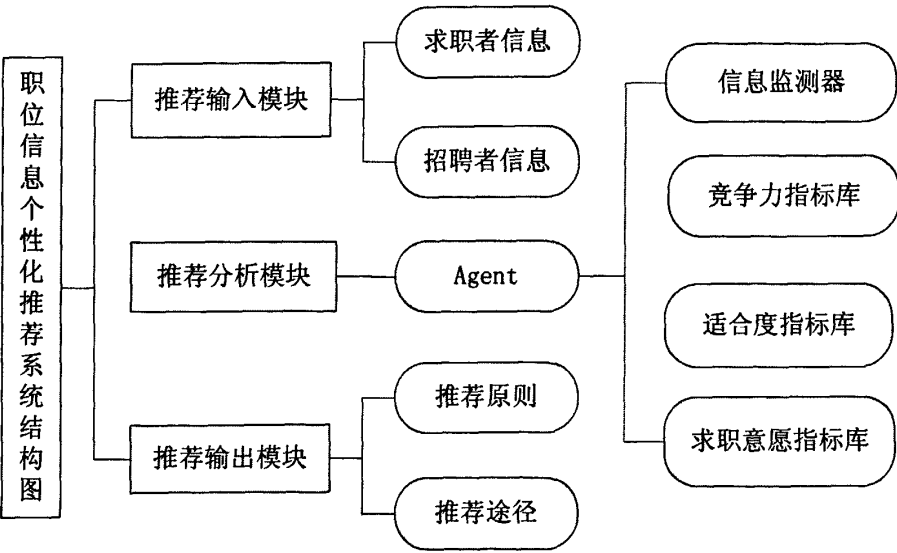 职位信息个性化推荐系统结构图
推荐输入模块
求职者信息
招聘者信息
推荐分析模块
Agent
信息监测器
竞争力指标库
适合度指标库
求职意愿指标库
推荐输出模块
推荐原则
推荐途径